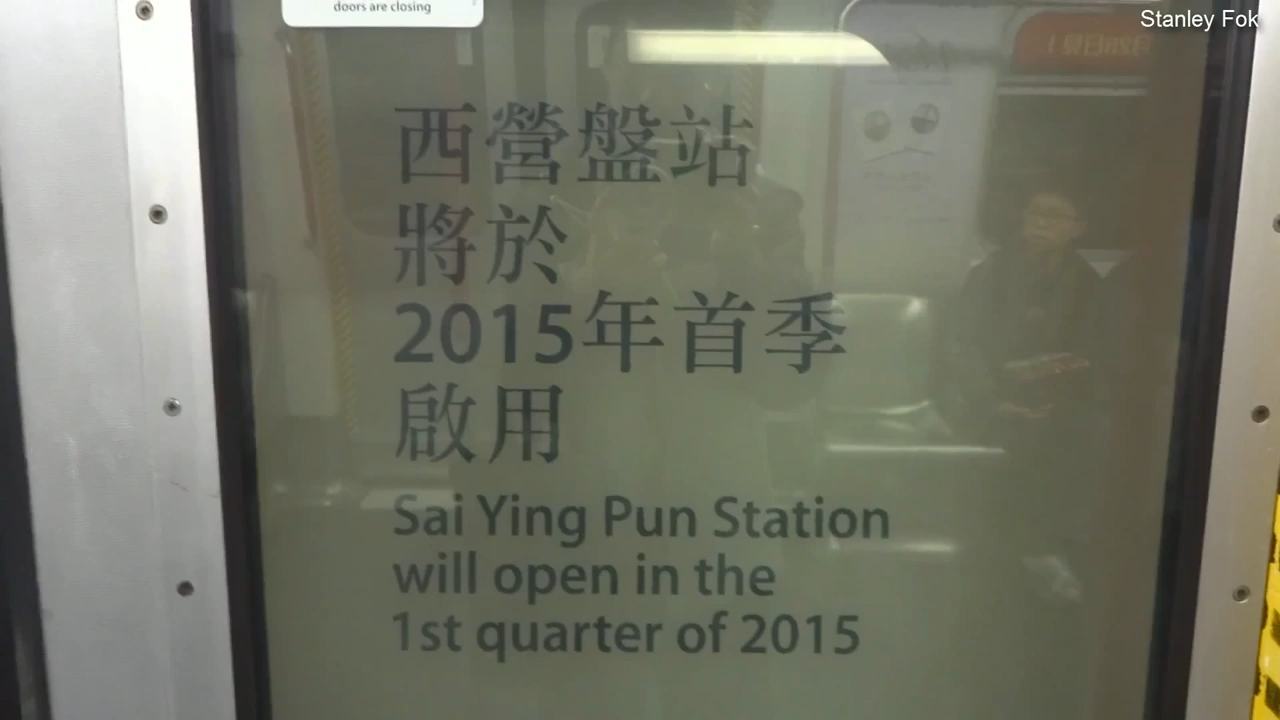 doors are closing
Stanley Fok
西營盤站
將於
2015年首季
啟用
Sai Ying Pun Station
will open in the
1st quarter of 2015